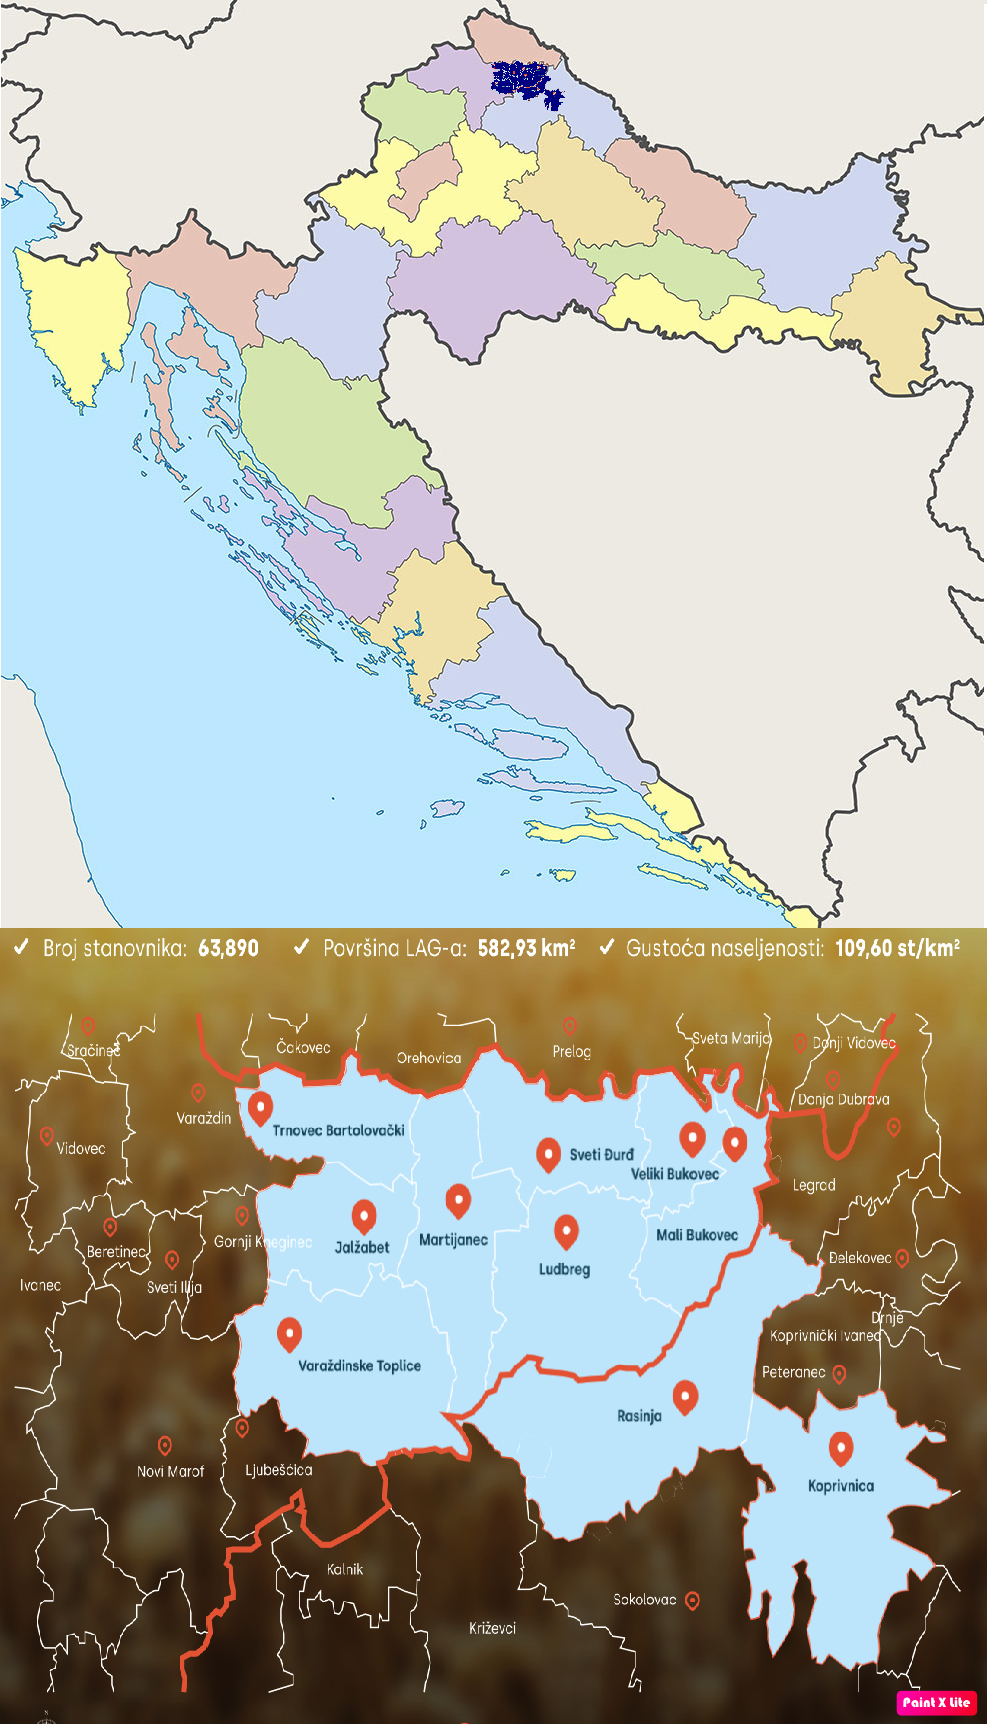 ✓ Broj stanovnika: 63,890 ✓ Površina LAG-a: 582,93 km² ✓ Gustoća naseljenosti: 109,60 st/km²
Sračinec
Čakovec
Orehovica
Prelog
Sveta Marija
Donji Vidovec
Varaždin
Donja Dubrava
Trnovec Bartolovački
Vidovec
Sveti Đurđ
Veliki Bukovec
Legrad
Gornji Kneginec
Jalžabet
Martijanec
Mali Bukovec
Beretinec
Ludbreg
Đelekovec
Ivanec
Sveti Ilija
Drnje
Koprivnički Ivanec
Varaždinske Toplice
Peteranec
Rasinja
Novi Marof
Ljubešćica
Koprivnica
Kalnik
Sokolovac
Križevci
Paint X Lite
N